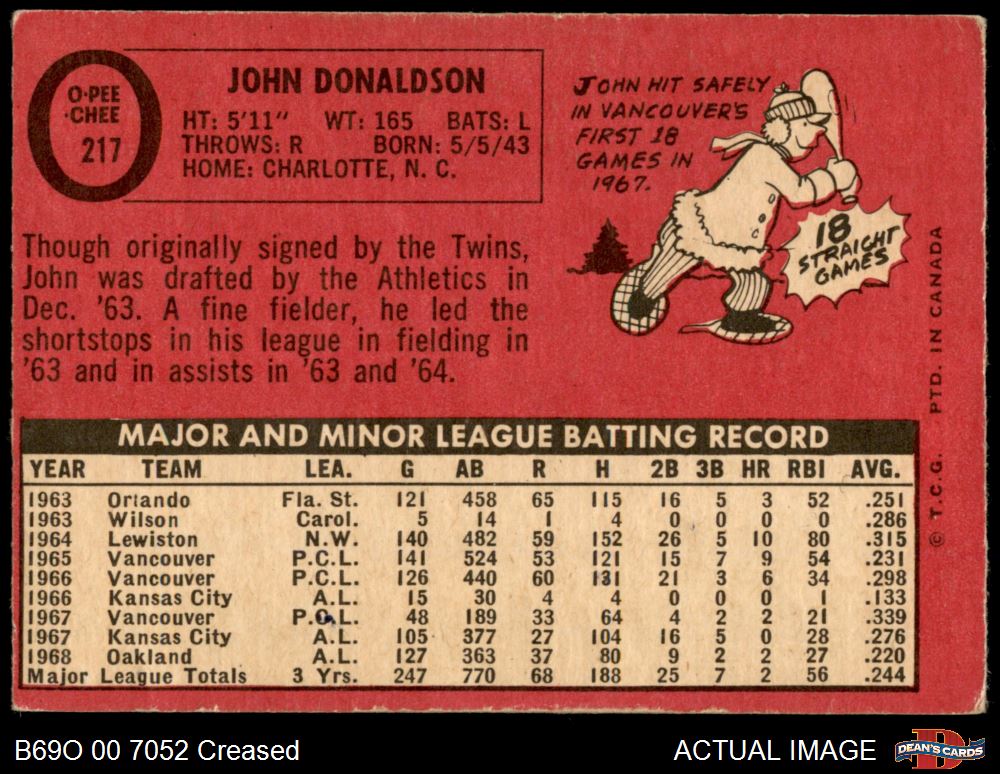 O-PEE
-CHEE
217
JOHN DONALDSON
HT: 5'11" WT: 165 BATS: L
THROWS: R BORN: 5/5/43
HOME: CHARLOTTE, N. C.
JOHN HIT SAFELY
IN VANCOUVER'S
FIRST 18
GAMES IN
1967.
18
STRAIGHT
GAMES
Though originally signed by the Twins,
John was drafted by the Athletics in
Dec. '63. A fine fielder, he led the
shortstops in his league in fielding in
'63 and in assists in '63 and '64.
© T.C.G. PTD. IN CANADA
MAJOR AND MINOR LEAGUE BATTING RECORD
YEAR TEAM LEA. G AB R H 2B 3B HR RBI AVG.
1963 Orlando Fla. St. 121 458 65 115 16 5 3 52 .251
1963 Wilson Carol. 5 14 1 4 0 0 0 0 .286
1964 Lewiston N.W. 140 482 59 152 26 5 10 80 .315
1965 Vancouver P.C.L. 141 524 53 121 15 7 9 54 .231
1966 Vancouver P.C.L. 126 440 60 131 21 3 6 34 .298
1966 Kansas City A.L. 15 30 4 4 0 0 0 1 .133
1967 Vancouver P.C.L. 48 189 33 64 4 2 2 21 .339
1967 Kansas City A.L. 105 377 27 104 16 5 0 28 .276
1968 Oakland A.L. 127 363 37 80 9 2 2 27 .220
Major League Totals 3 Yrs. 247 770 68 188 25 7 2 56 .244
B69O 00 7052 Creased
ACTUAL IMAGE
DEAN'S CARDS